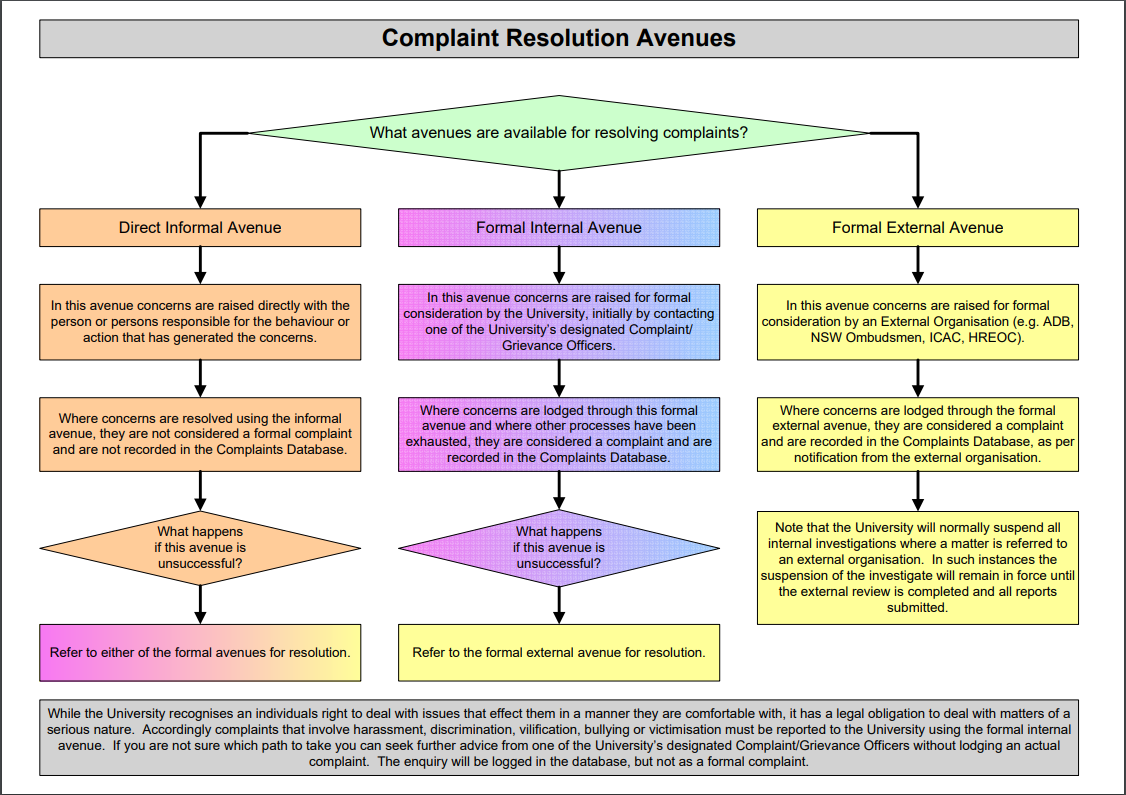 Complaint Resolution Avenues
What avenues are available for resolving complaints?
Direct Informal Avenue
In this avenue concerns are raised directly with the
person or persons responsible for the behaviour or
action that has generated the concerns.
Where concerns are resolved using the informal
avenue, they are not considered a formal complaint
and are not recorded in the Complaints Database.
What happens
if this avenue is
unsuccessful?
Refer to either of the formal avenues for resolution.
Formal Internal Avenue
In this avenue concerns are raised for formal
consideration by the University, initially by contacting
one of the University's designated Complaint/
Grievance Officers.
Where concerns are lodged through this formal
avenue and where other processes have been
exhausted, they are considered a complaint and are
recorded in the Complaints Database.
What happens
if this avenue is
unsuccessful?
Refer to the formal external avenue for resolution.
Formal External Avenue
In this avenue concerns are raised for formal
consideration by an External Organisation (e.g. ADB,
NSW Ombudsmen, ICAC, HREOC).
Where concerns are lodged through the formal
external avenue, they are considered a complaint
and are recorded in the Complaints Database, as per
notification from the external organisation.
Note that the University will normally suspend all
internal investigations where a matter is referred to
an external organisation.  In such instances the
suspension of the investigate will remain in force until
the external review is completed and all reports
submitted.
While the University recognises an individuals right to deal with issues that effect them in a manner they are comfortable with, it has a legal obligation to deal with matters of a
serious nature.  Accordingly complaints that involve harassment, discrimination, vilification, bullying or victimisation must be reported to the University using the formal internal
avenue.  If you are not sure which path to take you can seek further advice from one of the University's designated Complaint/Grievance Officers without lodging an actual
complaint.  The enquiry will be logged in the database, but not as a formal complaint.